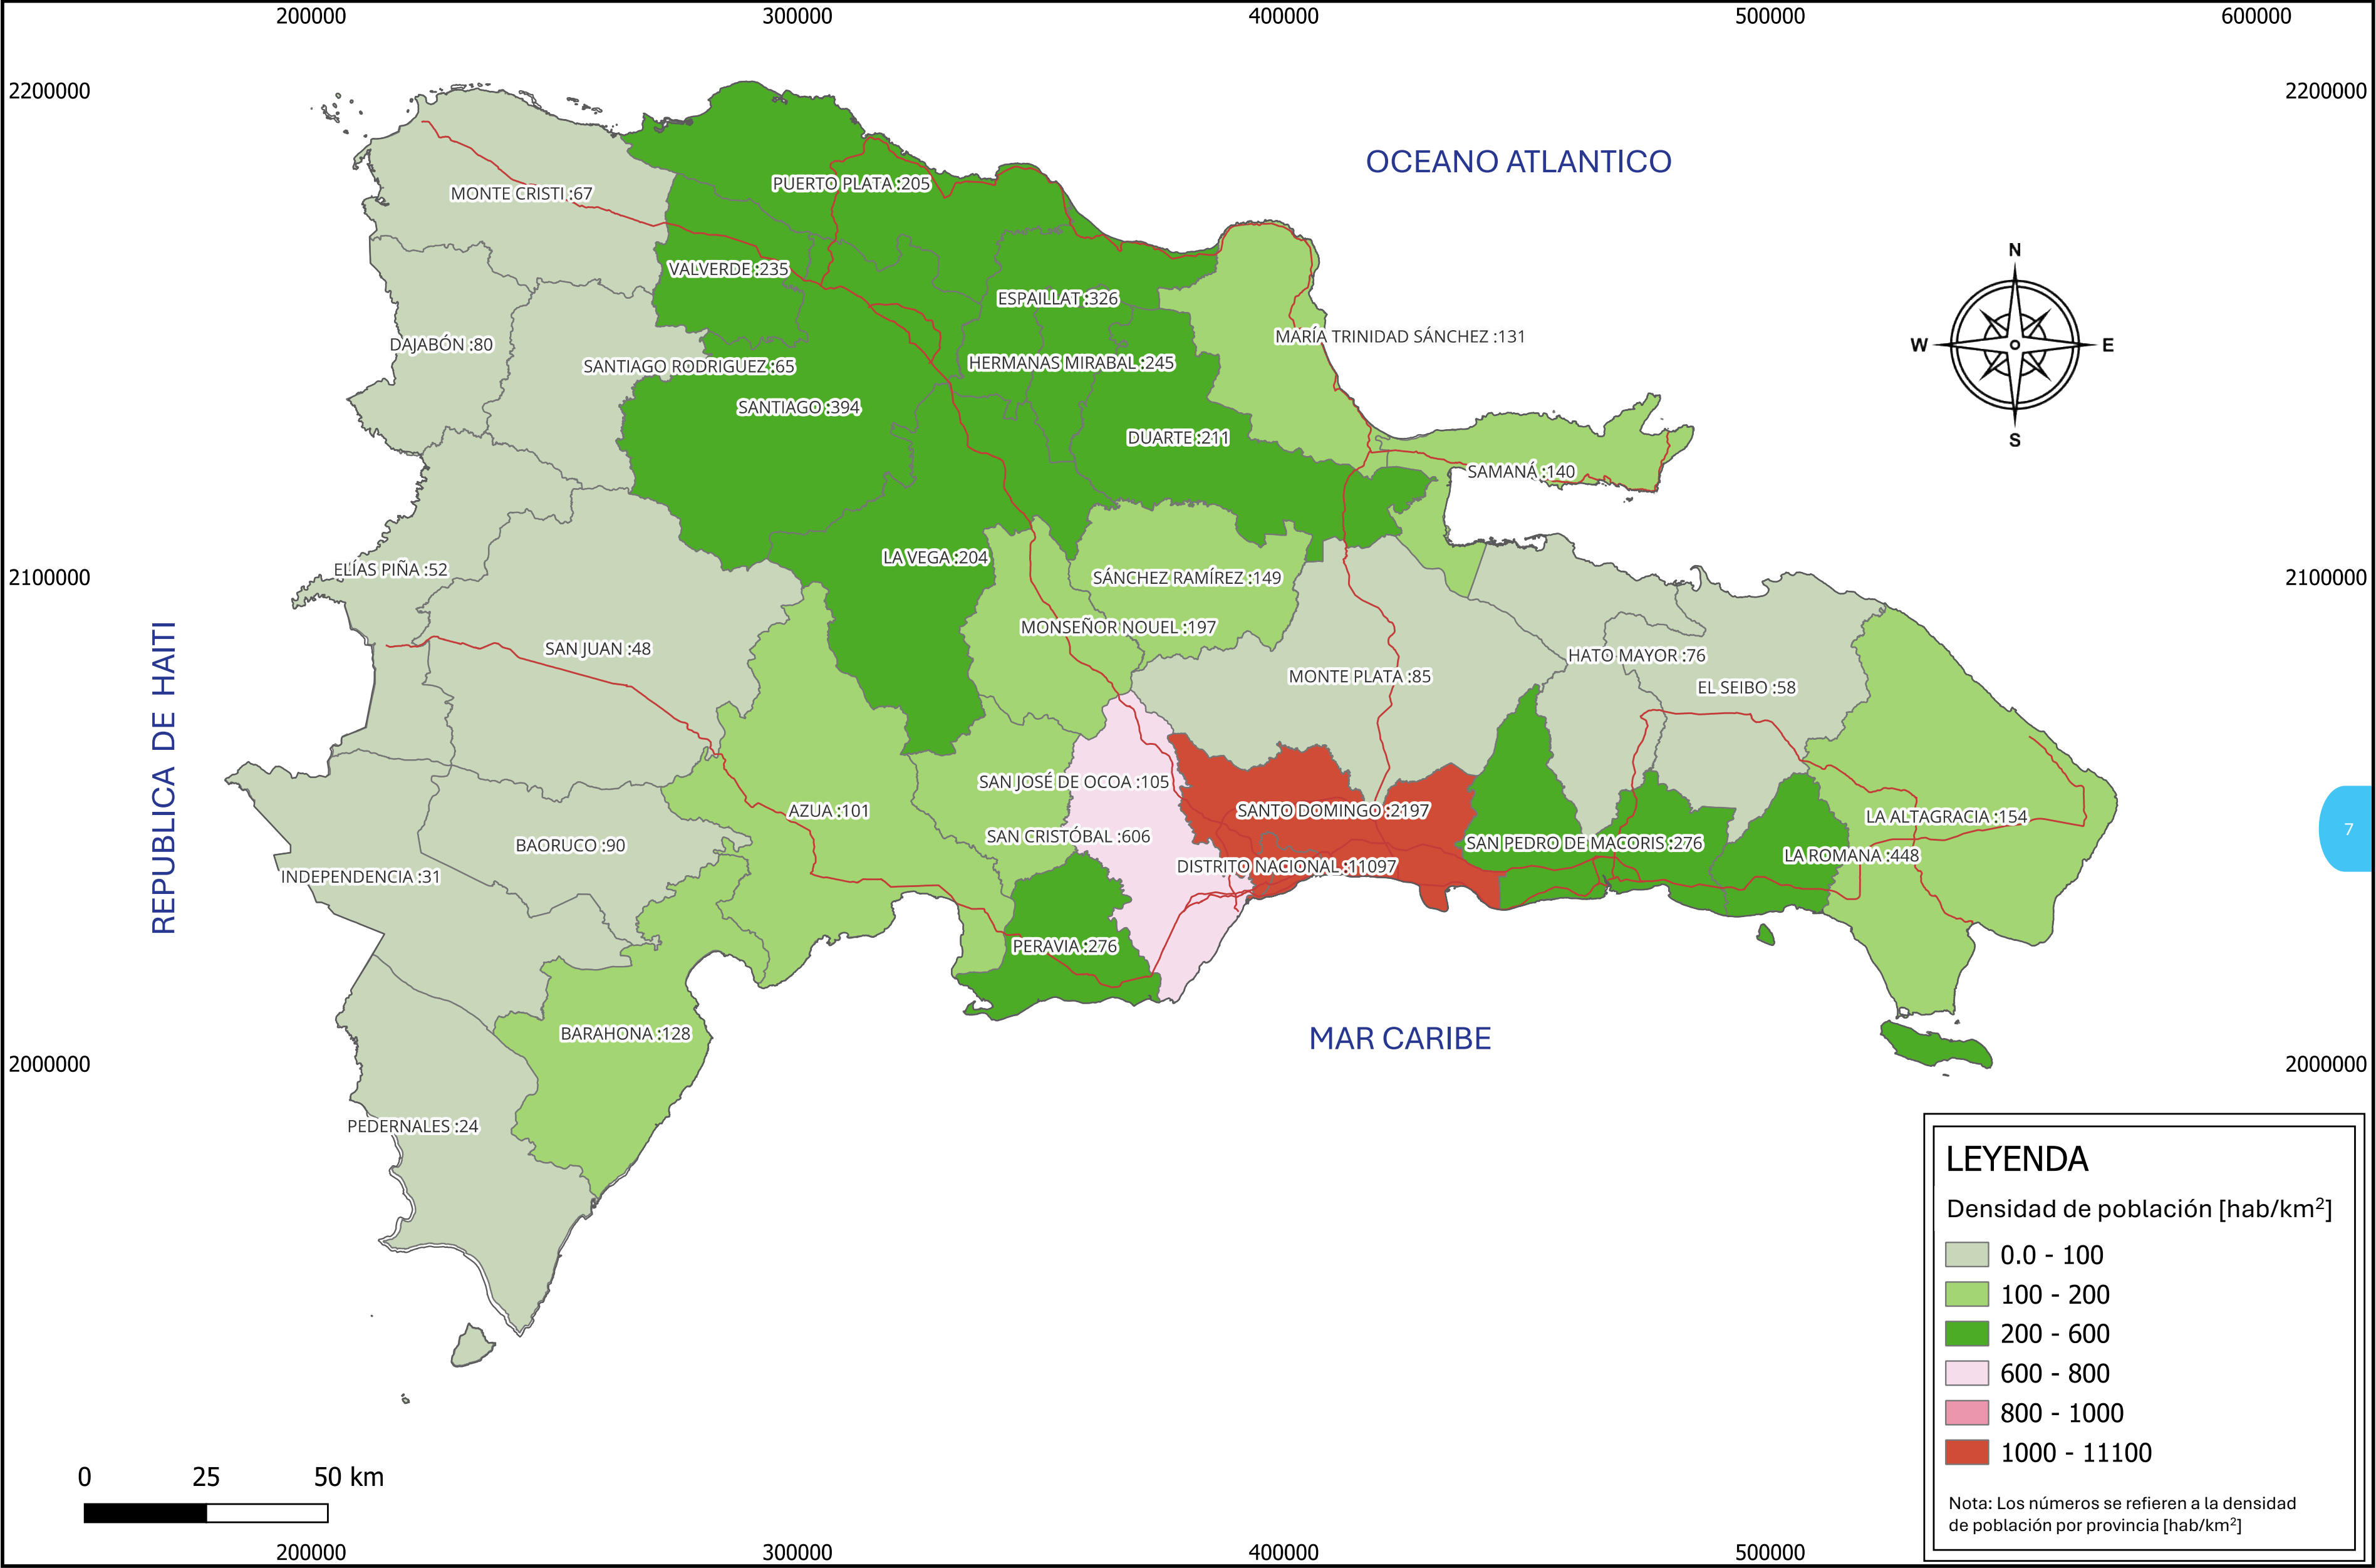 200000 300000 400000 500000 600000
2200000 2200000
OCEANO ATLANTICO
PUERTO PLATA :205
MONTE CRISTI :67
N
VALVERDE :235
ESPAILLAT :326
MARÍA TRINIDAD SÁNCHEZ :131
DAJABÓN :80
W E
HERMANAS MIRABAL :245
SANTIAGO RODRIGUEZ :65
SANTIAGO :394
DUARTE :211
S
SAMANÁ :140
LA VEGA :204
ELÍAS PIÑA :52
2100000 2100000
SÁNCHEZ RAMÍREZ :149
MONSEÑOR NOUEL :197
SAN JUAN :48
HATO MAYOR :76
MONTE PLATA :85
EL SEIBO :58
REPUBLICA DE HAITI
SAN JOSÉ DE OCOA :105
AZUA :101
SANTO DOMINGO :2197
LA ALTAGRACIA :154
7
SAN CRISTÓBAL :606
BAORUCO :90
SAN PEDRO DE MACORIS :276
LA ROMANA :448
DISTRITO NACIONAL :11097
INDEPENDENCIA :31
PERAVIA :276
BARAHONA :128
MAR CARIBE
2000000 2000000
PEDERNALES :24
LEYENDA
Densidad de población [hab/km²]
0.0 - 100
100 - 200
200 - 600
600 - 800
800 - 1000
1000 - 11100
Nota: Los números se refieren a la densidad
de población por provincia [hab/km²]
0 25 50 km
200000 300000 400000 500000